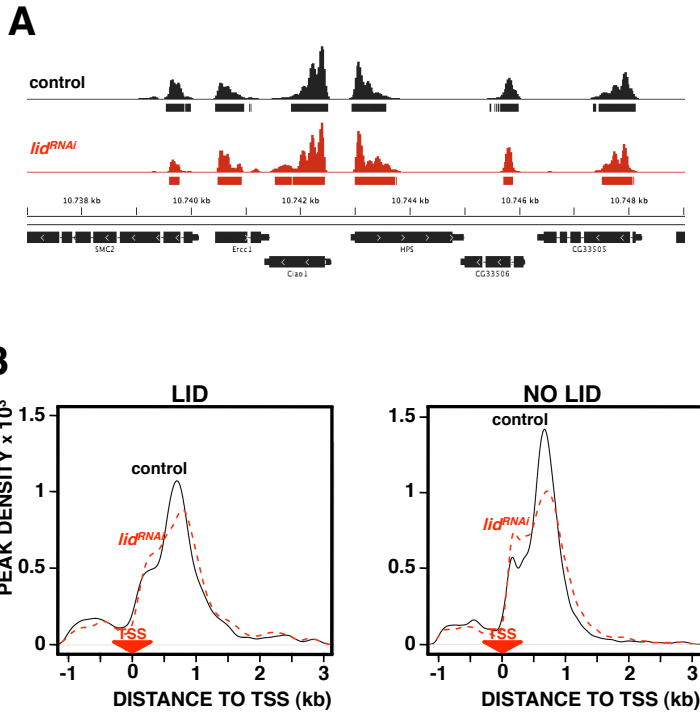 A
control
lidRNAi
10.738 kb 10.740 kb 10.742 kb 10.744 kb 10.746 kb 10.748 kb
SMC2 Ercc1 HPS CG33505
Ciao1 CG33506
B
LID NO LID
PEAK DENSITY x 10³
1.5 1.5
control control
1 1
lidRNAi lidRNAi
0.5 0.5
TSS TSS
0 0
-1 0 1 2 3 -1 0 1 2 3
DISTANCE TO TSS (kb) DISTANCE TO TSS (kb)